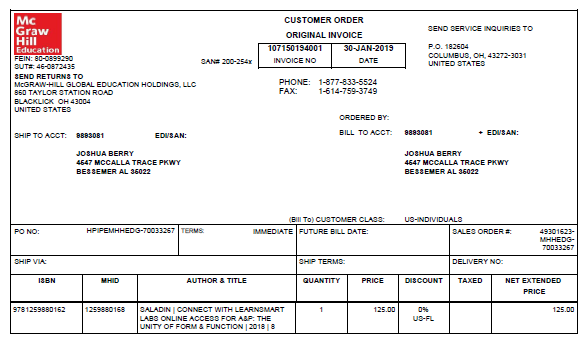 Mc
Graw
Hill
Education
CUSTOMER ORDER
ORIGINAL INVOICE
107150194001 30-JAN-2019
INVOICE NO DATE
SEND SERVICE INQUIRIES TO
P.O. 182604
COLUMBUS, OH, 43272-3031
UNITED STATES
FEIN: 80-0899290
SUT#: 46-0872435
SAN# 200-254x
SEND RETURNS TO
McGRAW-HILL GLOBAL EDUCATION HOLDINGS, LLC
860 TAYLOR STATION ROAD
BLACKLICK OH 43004
UNITED STATES
PHONE: 1-877-833-5524
FAX: 1-614-759-3749
ORDERED BY:
SHIP TO ACCT: 9893081 EDI/SAN:
BILL TO ACCT: 9893081 + EDI/SAN:
JOSHUA BERRY
4547 MCCALLA TRACE PKWY
BESSEMER AL 35022
JOSHUA BERRY
4547 MCCALLA TRACE PKWY
BESSEMER AL 35022
(Bill To) CUSTOMER CLASS: US-INDIVIDUALS
PO NO: HPIPEMHHEDG-70033267 TERMS: IMMEDIATE FUTURE BILL DATE: SALES ORDER #: 49301623-
MHHEDG-
70033267
SHIP VIA: SHIP TERMS: DELIVERY NO:
ISBN MHID AUTHOR & TITLE QUANTITY PRICE DISCOUNT TAXED NET EXTENDED
PRICE
9781259880162 1259880168 SALADIN | CONNECT WITH LEARNSMART 1 125.00 0% 125.00
LABS ONLINE ACCESS FOR A&P: THE US-FL
UNITY OF FORM & FUNCTION | 2018 | 8